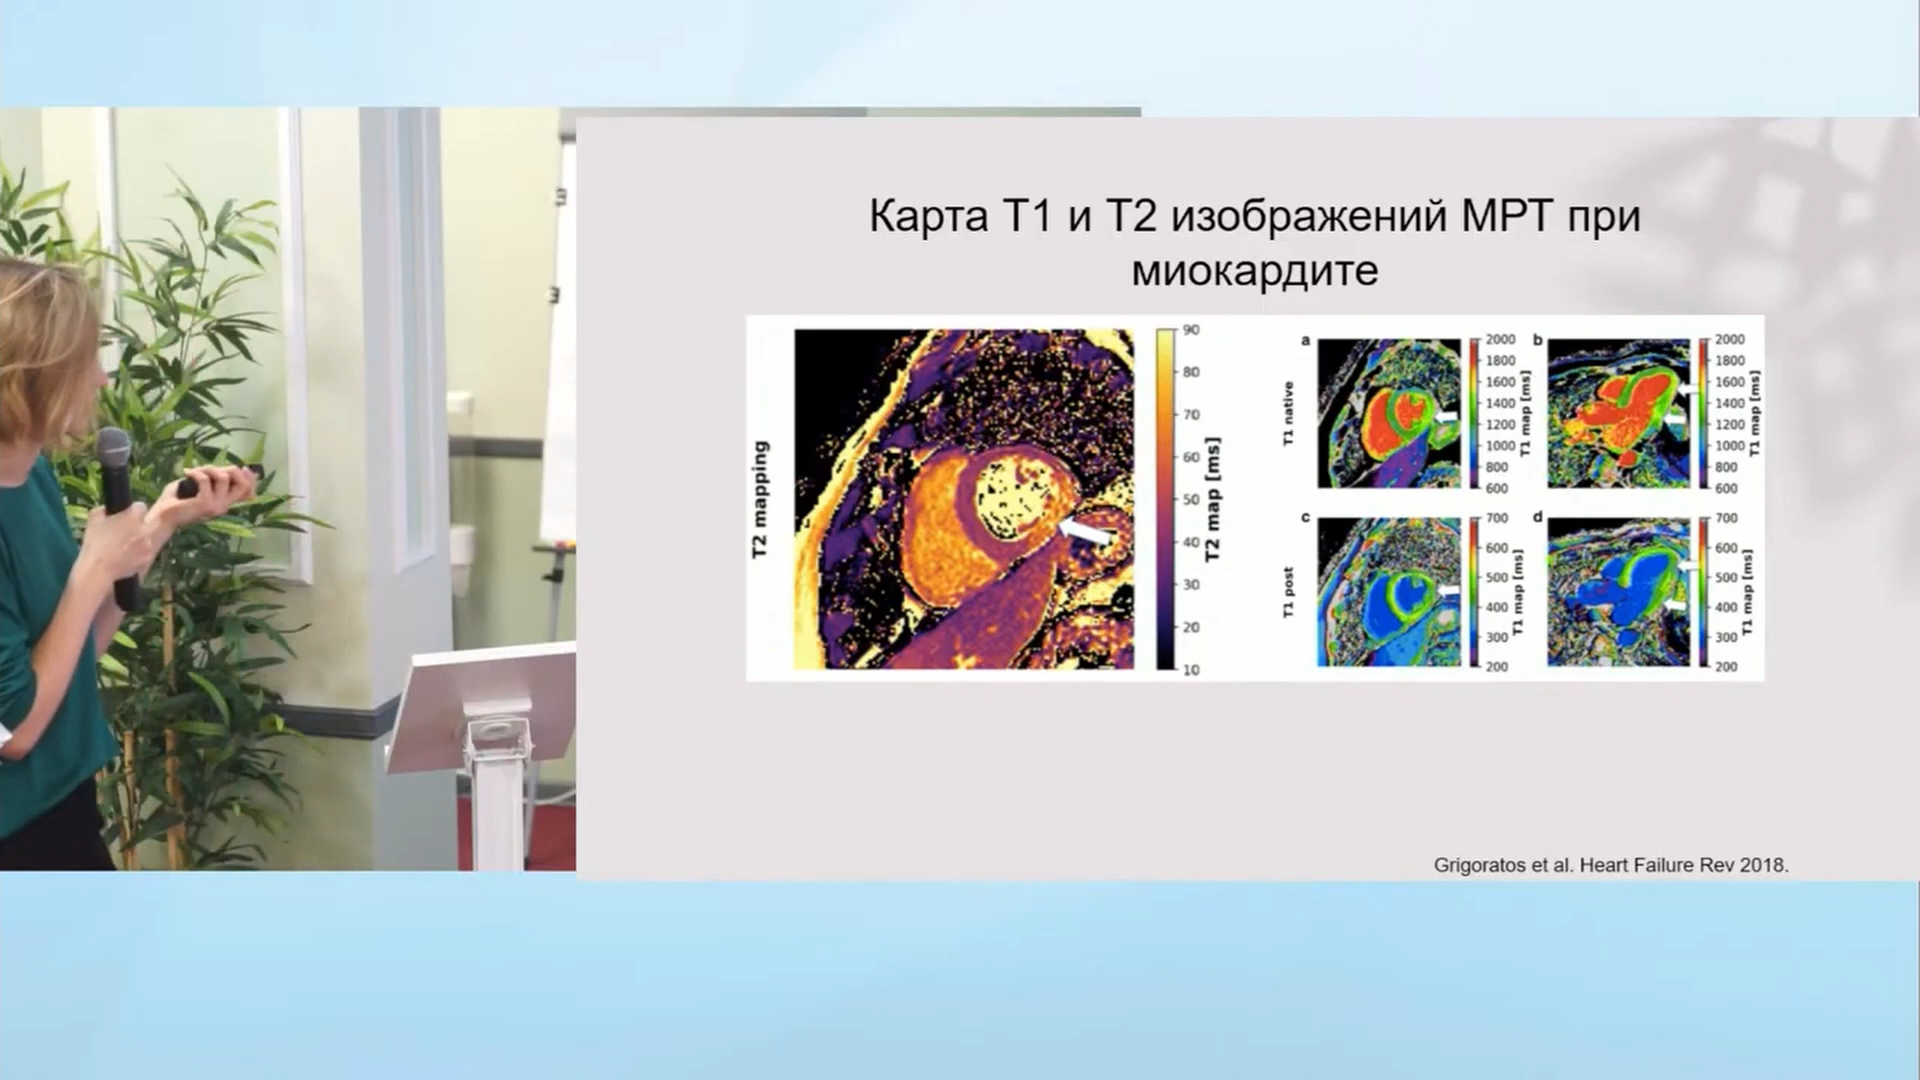 Карта Т1 и Т2 изображений МРТ при
миокардите
T2 mapping
90
80
70
60
50
40
30
20
10
T2 map [ms]
a
T1 native
2000
1800
1600
1400
1200
1000
800
600
T1 map [ms]
b
2000
1800
1600
1400
1200
1000
800
600
T1 map [ms]
c
T1 post
700
600
500
400
300
200
T1 map [ms]
d
700
600
500
400
300
200
T1 map [ms]
Grigoratos et al. Heart Failure Rev 2018.